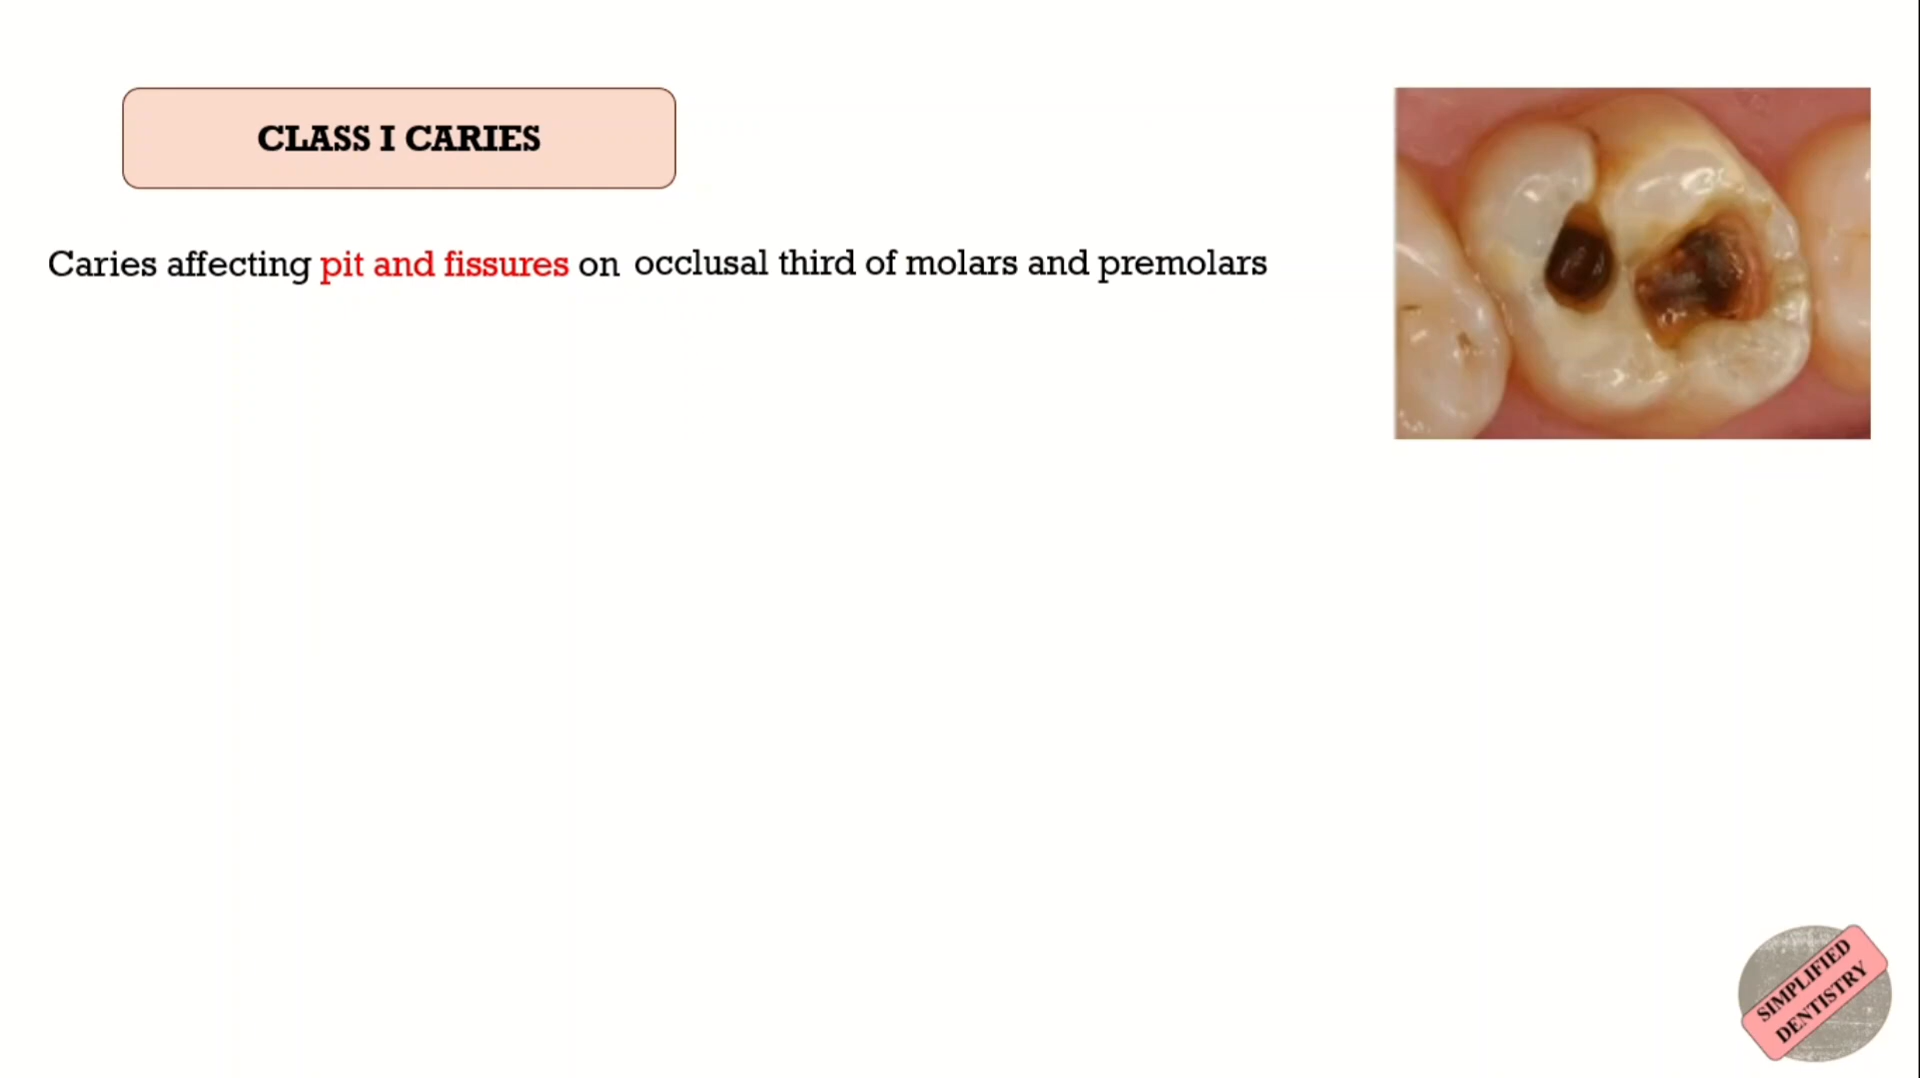 CLASS I CARIES
Caries affecting pit and fissures on occlusal third of molars and premolars
SIMPLIFIED
DENTISTRY